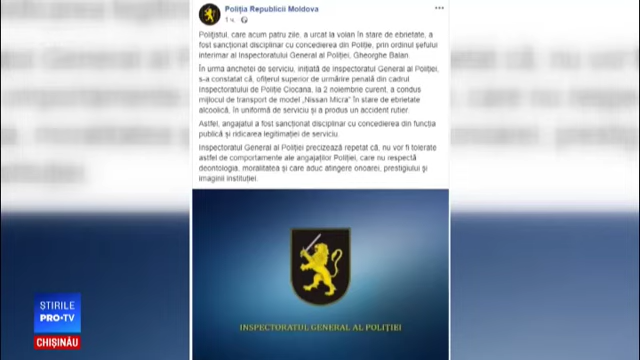 Poliția Republicii Moldova
1 ч.
Polițistul, care acum patru zile, a urcat la volan în stare de ebrietate, a
fost sancționat disciplinar cu concedierea din Poliție, prin ordinul șefului
interimar al Inspectoratului General al Poliției, Gheorghe Balan.
În urma anchetei de serviciu, inițiată de Inspectoratul General al Poliției,
s-a constatat că, ofițerul superior de urmărire penală din cadrul
Inspectoratului de Poliție Ciocana, la 2 noiembrie curent, a condus
mijlocul de transport de model „Nissan Micra” în stare de ebrietate
alcoolică, în uniformă de serviciu și a produs un accident rutier.
Astfel, angajatul a fost sancționat disciplinar cu concedierea din funcția
publică și ridicarea legitimației de serviciu.
Inspectoratul General al Poliției precizează repetat că, nu vor fi tolerate
astfel de comportamente ale angajaților Poliției, care nu respectă
deontologia, moralitatea și care aduc atingere onoarei, prestigiului și
imaginii instituției.
INSPECTORATUL GENERAL AL POLIȚIEI
ȘTIRILE
PRO•TV
CHIȘINĂU